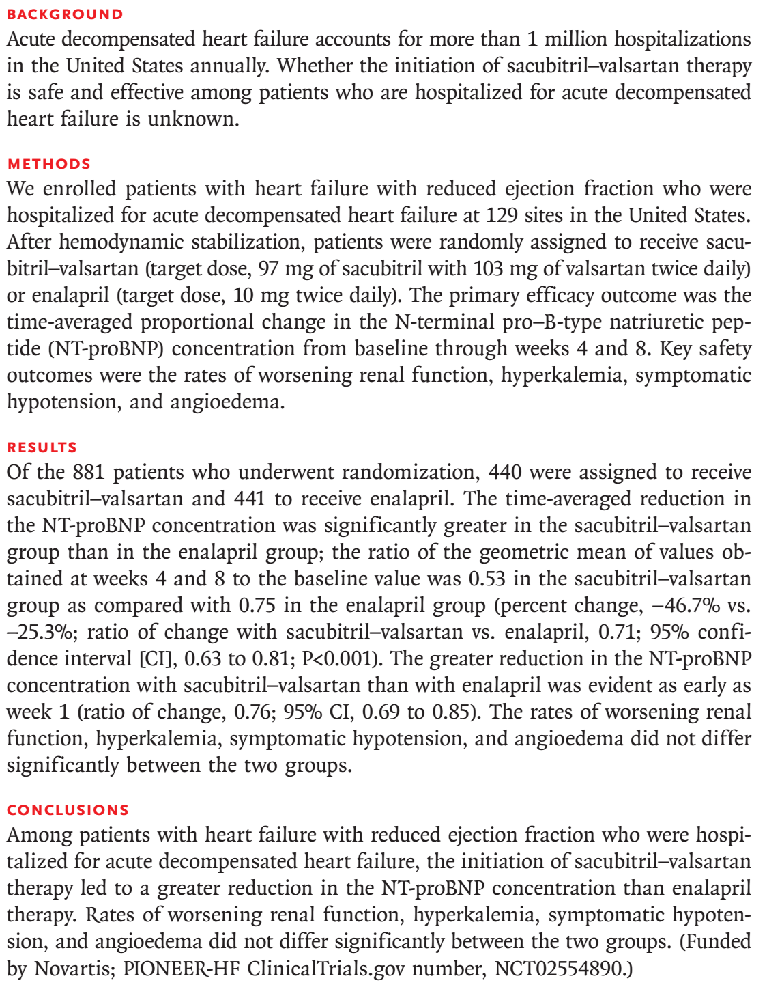 BACKGROUND
Acute decompensated heart failure accounts for more than 1 million hospitalizations
in the United States annually. Whether the initiation of sacubitril–valsartan therapy
is safe and effective among patients who are hospitalized for acute decompensated
heart failure is unknown.
METHODS
We enrolled patients with heart failure with reduced ejection fraction who were
hospitalized for acute decompensated heart failure at 129 sites in the United States.
After hemodynamic stabilization, patients were randomly assigned to receive sacu-
bitril–valsartan (target dose, 97 mg of sacubitril with 103 mg of valsartan twice daily)
or enalapril (target dose, 10 mg twice daily). The primary efficacy outcome was the
time-averaged proportional change in the N-terminal pro–B-type natriuretic pep-
tide (NT-proBNP) concentration from baseline through weeks 4 and 8. Key safety
outcomes were the rates of worsening renal function, hyperkalemia, symptomatic
hypotension, and angioedema.
RESULTS
Of the 881 patients who underwent randomization, 440 were assigned to receive
sacubitril–valsartan and 441 to receive enalapril. The time-averaged reduction in
the NT-proBNP concentration was significantly greater in the sacubitril–valsartan
group than in the enalapril group; the ratio of the geometric mean of values ob-
tained at weeks 4 and 8 to the baseline value was 0.53 in the sacubitril–valsartan
group as compared with 0.75 in the enalapril group (percent change, −46.7% vs.
−25.3%; ratio of change with sacubitril–valsartan vs. enalapril, 0.71; 95% confi-
dence interval [CI], 0.63 to 0.81; P<0.001). The greater reduction in the NT-proBNP
concentration with sacubitril–valsartan than with enalapril was evident as early as
week 1 (ratio of change, 0.76; 95% CI, 0.69 to 0.85). The rates of worsening renal
function, hyperkalemia, symptomatic hypotension, and angioedema did not differ
significantly between the two groups.
CONCLUSIONS
Among patients with heart failure with reduced ejection fraction who were hospi-
talized for acute decompensated heart failure, the initiation of sacubitril–valsartan
therapy led to a greater reduction in the NT-proBNP concentration than enalapril
therapy. Rates of worsening renal function, hyperkalemia, symptomatic hypoten-
sion, and angioedema did not differ significantly between the two groups. (Funded
by Novartis; PIONEER-HF ClinicalTrials.gov number, NCT02554890.)